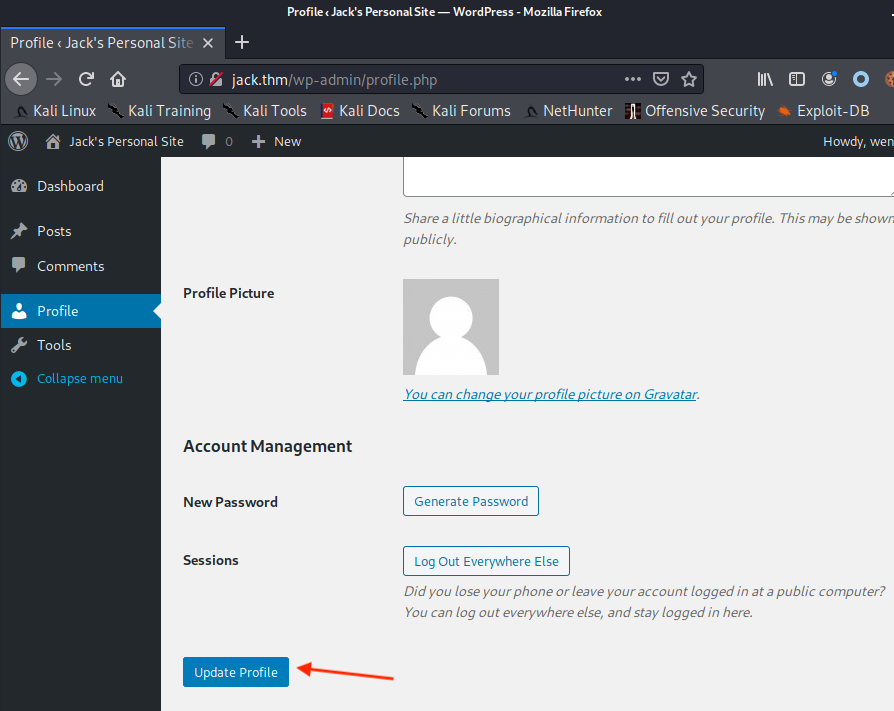 Profile ‹ Jack's Personal Site — WordPress - Mozilla Firefox
Profile ‹ Jack's Personal Site
jack.thm/wp-admin/profile.php
Kali Linux Kali Training Kali Tools Kali Docs Kali Forums NetHunter Offensive Security Exploit-DB
Jack's Personal Site 0 New Howdy, wen
Dashboard
Posts
Comments
Profile
Tools
Collapse menu
Share a little biographical information to fill out your profile. This may be shown
publicly.
Profile Picture
You can change your profile picture on Gravatar.
Account Management
New Password Generate Password
Sessions Log Out Everywhere Else
Did you lose your phone or leave your account logged in at a public computer?
You can log out everywhere else, and stay logged in here.
Update Profile